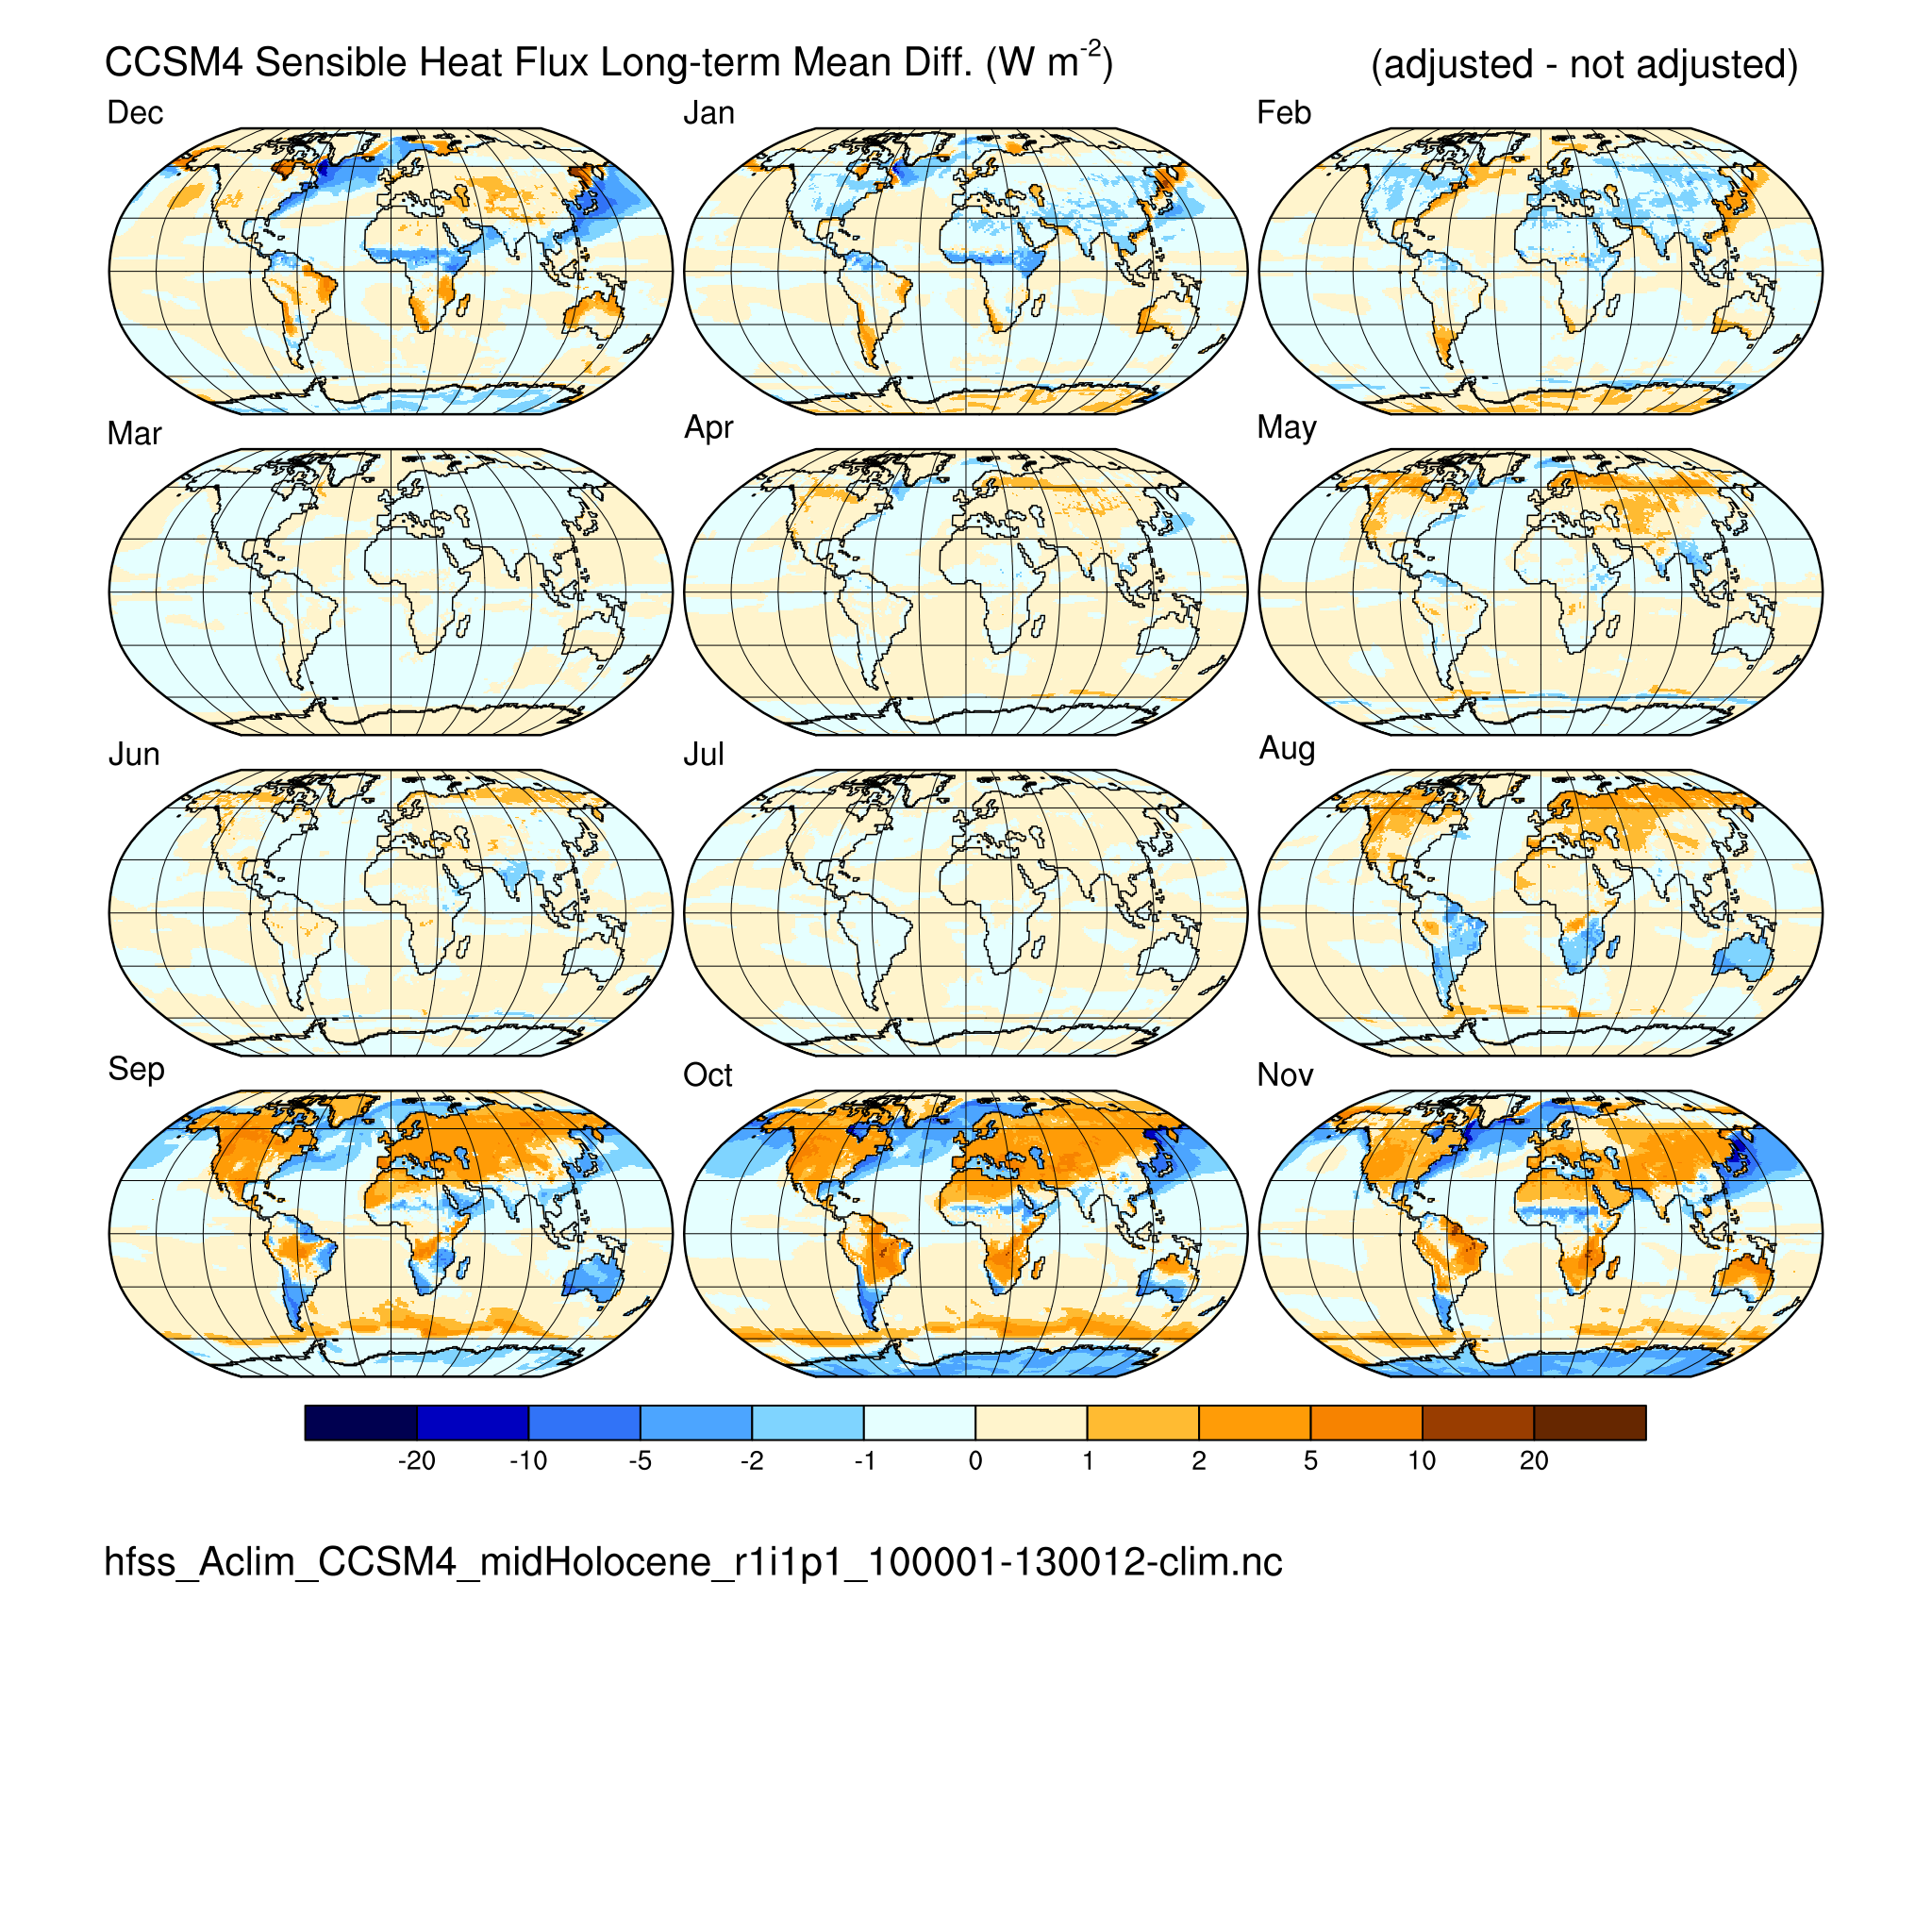 CCSM4 Sensible Heat Flux Long-term Mean Diff. (W m-2) (adjusted - not adjusted)
Dec Jan Feb
Mar Apr May
Jun Jul Aug
Sep Oct Nov
-20 -10 -5 -2 -1 0 1 2 5 10 20
hfss_Aclim_CCSM4_midHolocene_r1i1p1_100001-130012-clim.nc